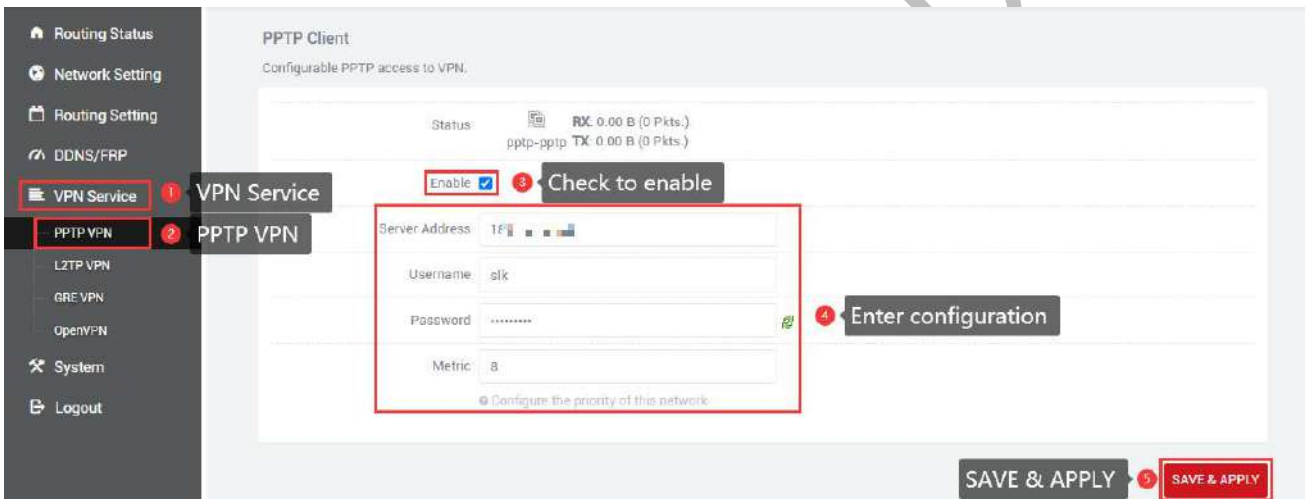 Routing Status
Network Setting
Routing Setting
DDNS/FRP
VPN Service
1 VPN Service
PPTP VPN
2 PPTP VPN
L2TP VPN
GRE VPN
OpenVPN
System
Logout
PPTP Client
Configurable PPTP access to VPN.
Status
RX: 0.00 B (0 Pkts.)
pptp-pptp TX: 0.00 B (0 Pkts.)
Enable
3 Check to enable
Server Address
Username slk
Password ·········
4 Enter configuration
Metric 8
Configure the priority of this network
SAVE & APPLY 5 SAVE & APPLY